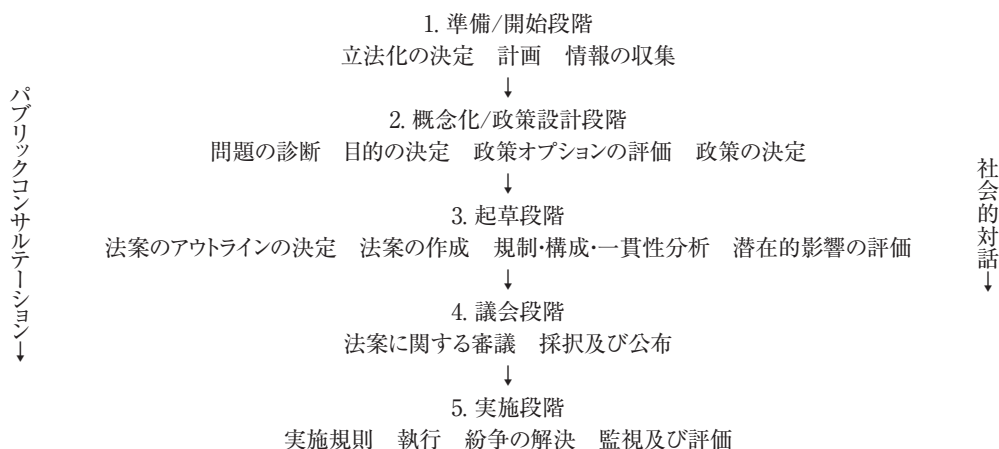 1. 準備/開始段階
立法化の決定 計画 情報の収集
↓
2. 概念化/政策設計段階
問題の診断 目的の決定 政策オプションの評価 政策の決定
↓
3. 起草段階
法案のアウトラインの決定 法案の作成 規制・構成・一貫性分析 潜在的影響の評価
↓
4. 議会段階
法案に関する審議 採択及び公布
↓
5. 実施段階
実施規則 執行 紛争の解決 監視及び評価
パブリックコンサルテーション↓
社会的対話↓